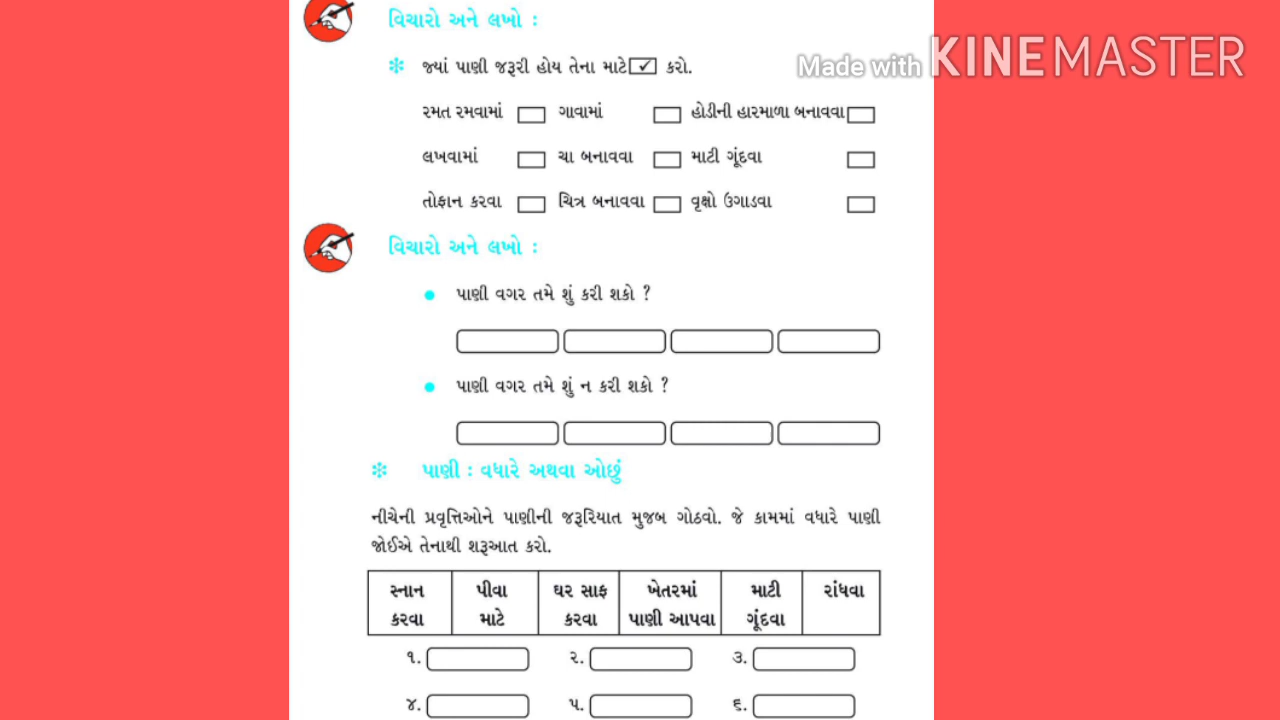 વિચારો અને લખો :
Made with KINEMASTER
જ્યાં પાણી જરૂરી હોય તેના માટે ✓ કરો.
રમત રમવામાં ગાવામાં હોડીની હારમાળા બનાવવા
લખવામાં ચા બનાવવા માટી ગૂંદવા
તોફાન કરવા ચિત્ર બનાવવા વૃક્ષો ઉગાડવા
વિચારો અને લખો :
પાણી વગર તમે શું કરી શકો ?
પાણી વગર તમે શું ન કરી શકો ?
પાણી : વધારે અથવા ઓછું
નીચેની પ્રવૃત્તિઓને પાણીની જરૂરિયાત મુજબ ગોઠવો. જે કામમાં વધારે પાણી
જોઈએ તેનાથી શરૂઆત કરો.
સ્નાન પીવા ઘર સાફ ખેતરમાં માટી રાંધવા
કરવા માટે કરવા પાણી આપવા ગૂંદવા
૧. ૨. ૩.
૪. ૫. ૬.